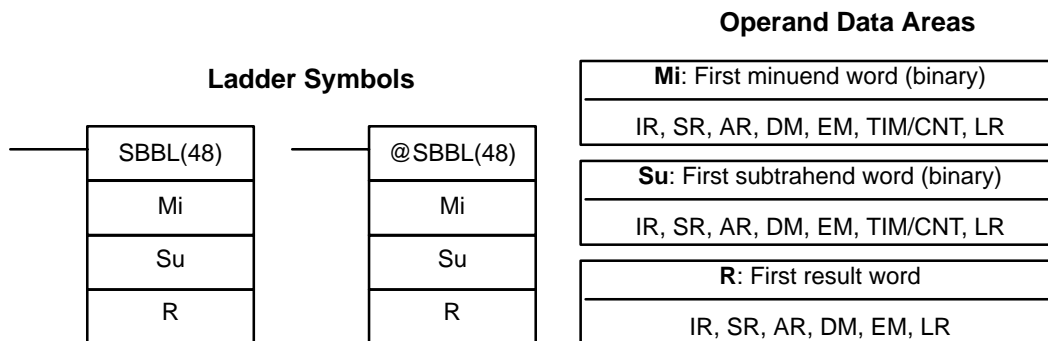 Ladder Symbols
SBBL(48)
Mi
Su
R
@SBBL(48)
Mi
Su
R
Operand Data Areas
Mi: First minuend word (binary)
IR, SR, AR, DM, EM, TIM/CNT, LR
Su: First subtrahend word (binary)
IR, SR, AR, DM, EM, TIM/CNT, LR
R: First result word
IR, SR, AR, DM, EM, LR